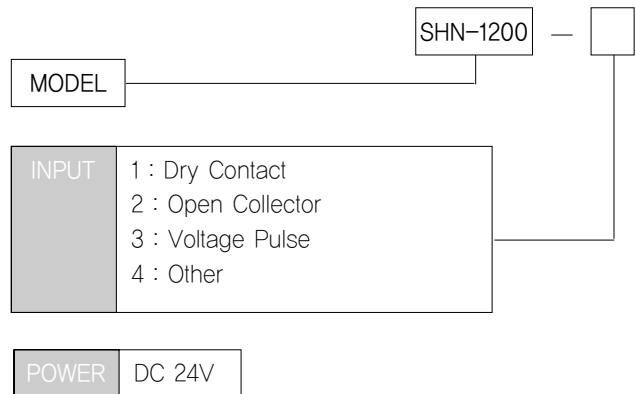 SHN-1200 —
MODEL
INPUT
1 : Dry Contact
2 : Open Collector
3 : Voltage Pulse
4 : Other
POWER
DC 24V